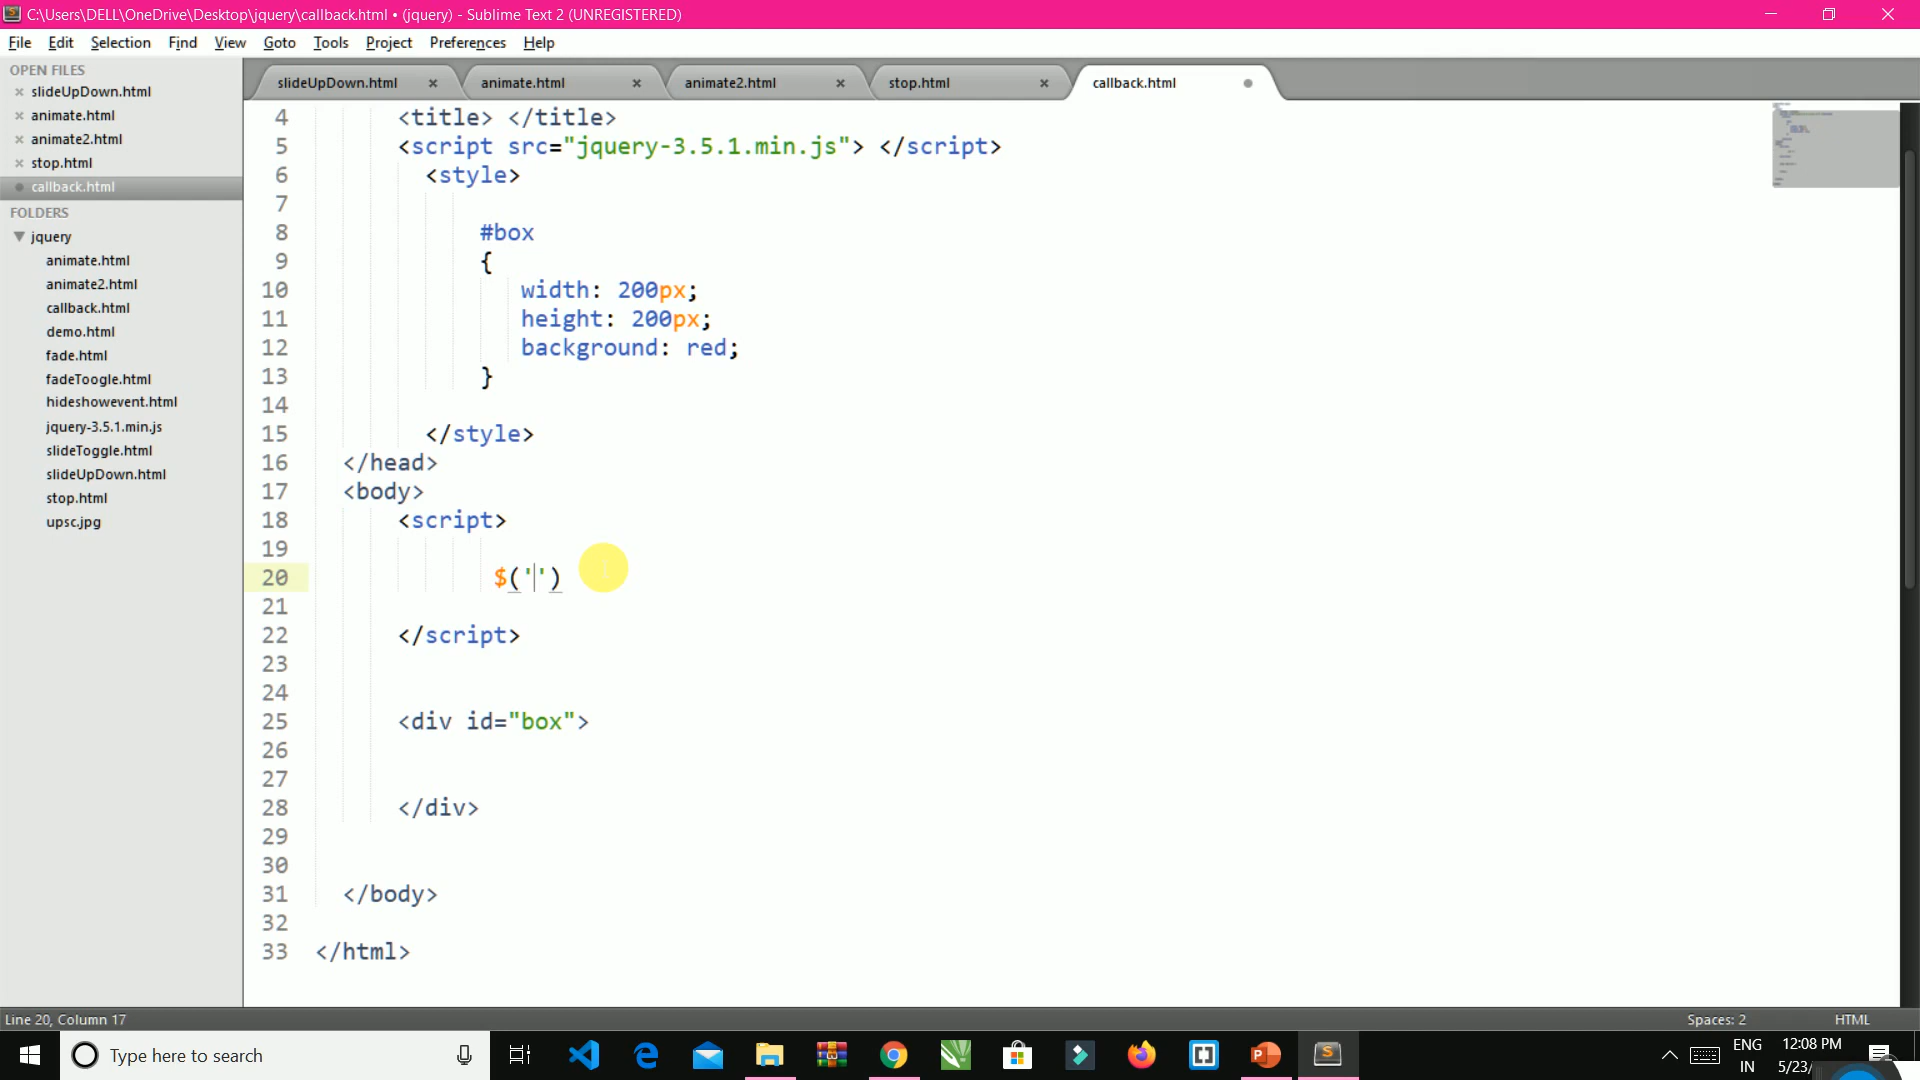 C:\Users\DELL\OneDrive\Desktop\jquery\callback.html • (jquery) - Sublime Text 2 (UNREGISTERED)
File Edit Selection Find View Goto Tools Project Preferences Help
OPEN FILES
slideUpDown.html
animate.html
animate2.html
stop.html
callback.html
FOLDERS
jquery
animate.html
animate2.html
callback.html
demo.html
fade.html
fadeToogle.html
hideshowevent.html
jquery-3.5.1.min.js
slideToggle.html
slideUpDown.html
stop.html
upsc.jpg
slideUpDown.html animate.html animate2.html stop.html callback.html
4 <title> </title>
5 <script src="jquery-3.5.1.min.js"> </script>
6 <style>
7
8 #box
9 {
10 width: 200px;
11 height: 200px;
12 background: red;
13 }
14
15 </style>
16 </head>
17 <body>
18 <script>
19
20 $('')
21
22 </script>
23
24
25 <div id="box">
26
27
28 </div>
29
30
31 </body>
32
33 </html>
Line 20, Column 17
Spaces: 2 HTML
Type here to search
ENG
IN
12:08 PM
5/23/